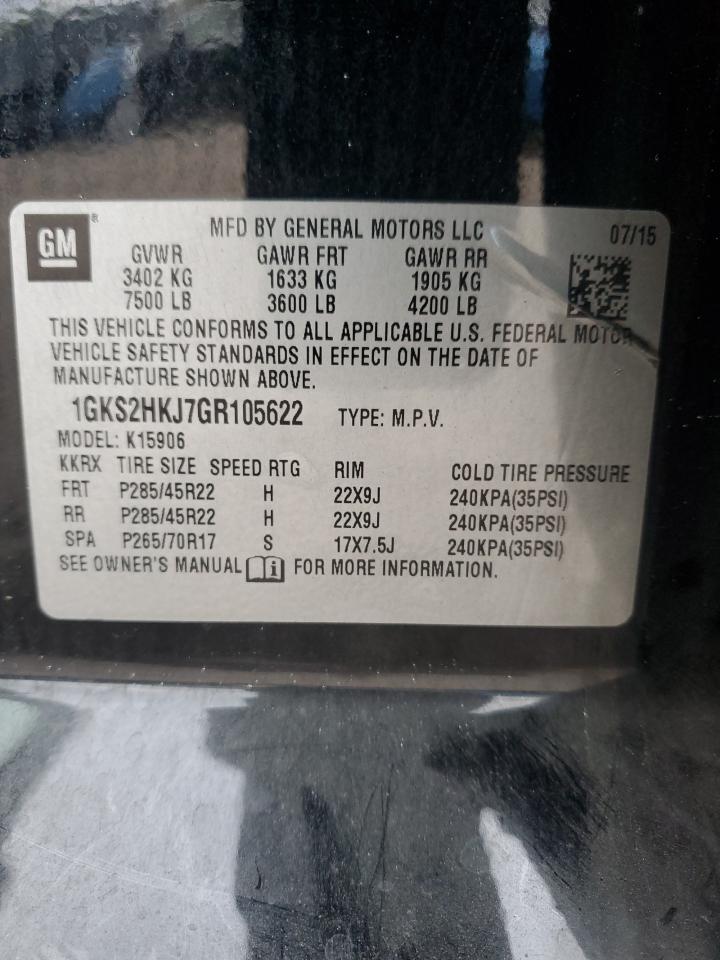 GM ®
MFD BY GENERAL MOTORS LLC 07/15
GVWR GAWR FRT GAWR RR
3402 KG 1633 KG 1905 KG
7500 LB 3600 LB 4200 LB
THIS VEHICLE CONFORMS TO ALL APPLICABLE U.S. FEDERAL MOTOR
VEHICLE SAFETY STANDARDS IN EFFECT ON THE DATE OF
MANUFACTURE SHOWN ABOVE.
1GKS2HKJ7GR105622 TYPE: M.P.V.
MODEL: K15906
KKRX TIRE SIZE SPEED RTG RIM COLD TIRE PRESSURE
FRT P285/45R22 H 22X9J 240KPA(35PSI)
RR P285/45R22 H 22X9J 240KPA(35PSI)
SPA P265/70R17 S 17X7.5J 240KPA(35PSI)
SEE OWNER'S MANUAL i FOR MORE INFORMATION.